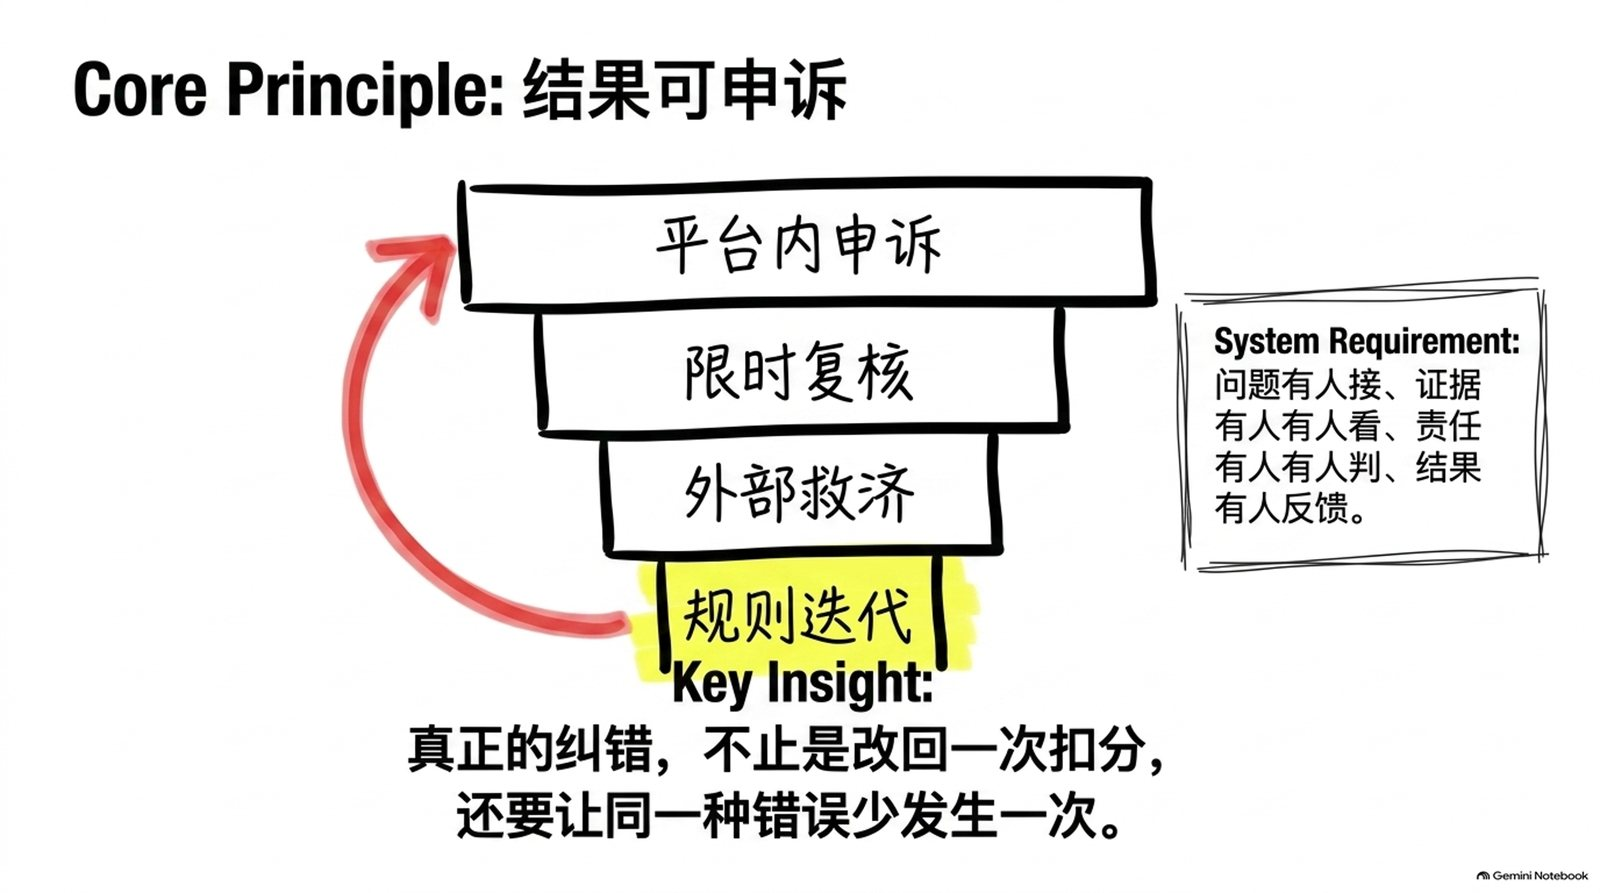 Core Principle: 结果可申诉
平台内申诉
限时复核
外部救济
规则迭代
System Requirement:
问题有人接、证据
有人有人看、责任
有人有人判、结果
有人反馈。
Key Insight:
真正的纠错，不止是改回一次扣分，
还要让同一种错误少发生一次。
Gemini Notebook